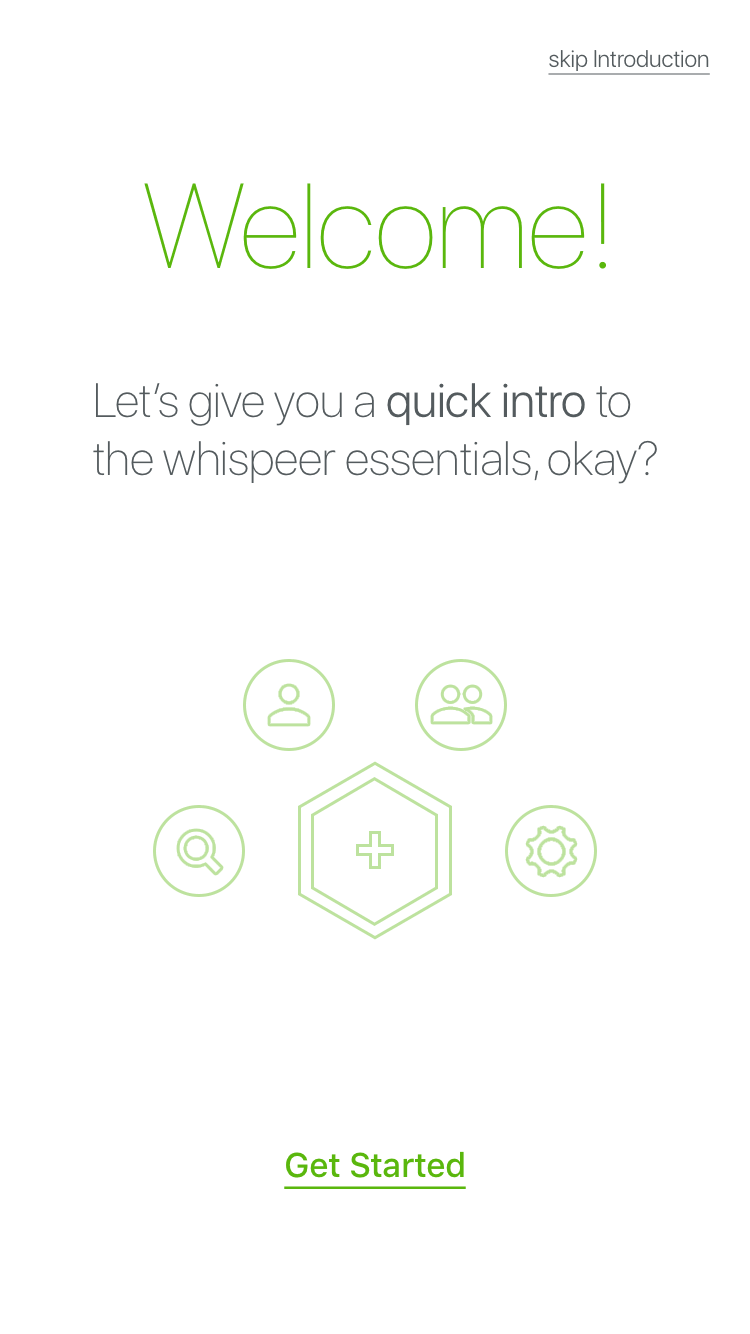 skip Introduction
Welcome!
Let’s give you a quick intro to
the whispeer essentials, okay?
Get Started